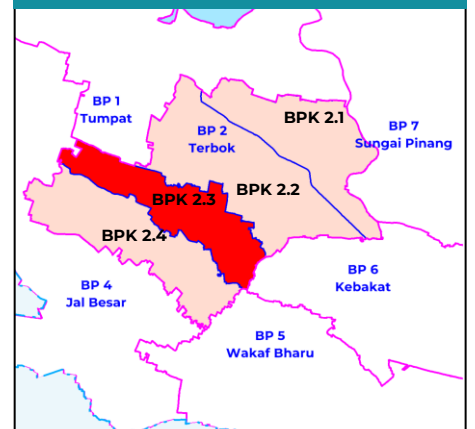 BP 1
Tumpat
BPK 2.1
BP 2
Terbok
BP 7
Sungai Pinang
BPK 2.2
BPK 2.3
BPK 2.4
BP 6
Kebakat
BP 4
Jal Besar
BP 5
Wakaf Bharu